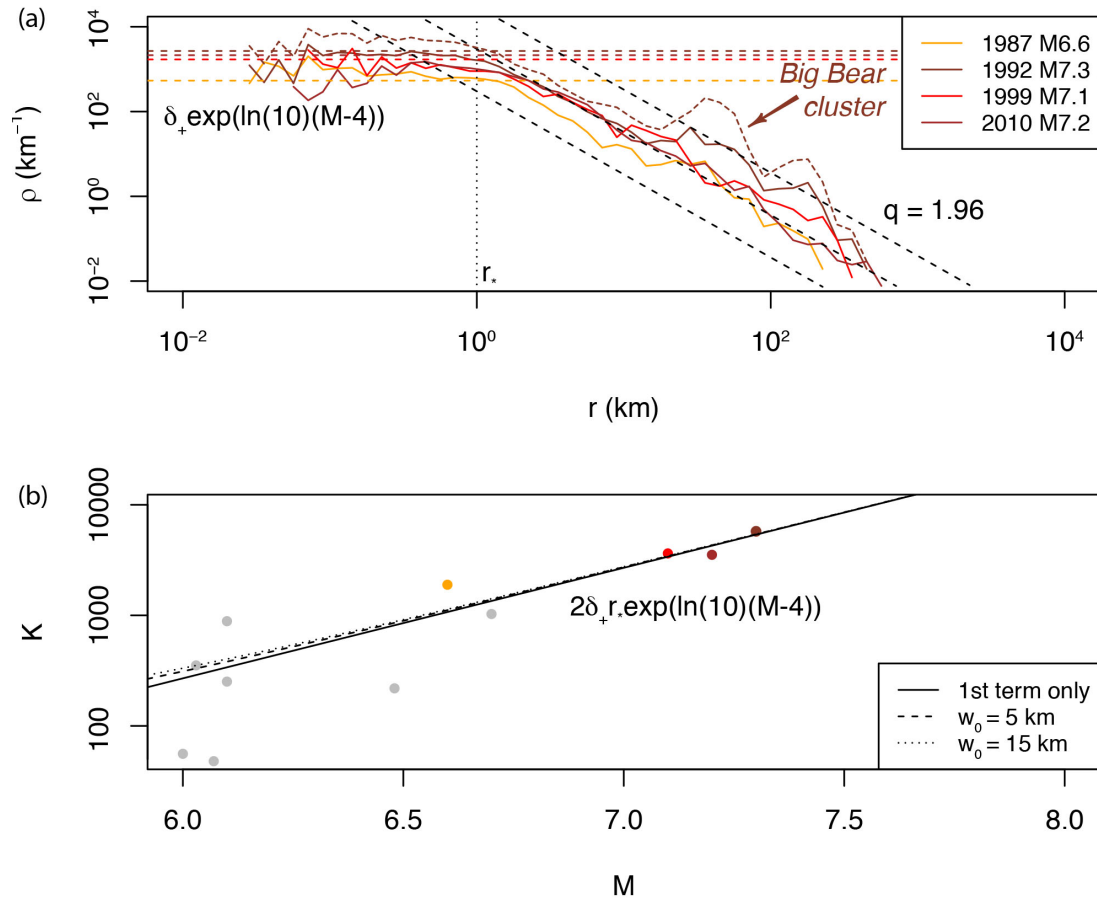 (a)
10⁴
10²
10⁰
10⁻²
ρ (km⁻¹)
δ₊exp(ln(10)(M-4))
Big Bear
cluster
1987 M6.6
1992 M7.3
1999 M7.1
2010 M7.2
q = 1.96
r*
10⁻²
10⁰
10²
10⁴
r (km)
(b)
10000
1000
100
K
2δ₊r*exp(ln(10)(M-4))
1st term only
w₀ = 5 km
w₀ = 15 km
6.0
6.5
7.0
7.5
8.0
M